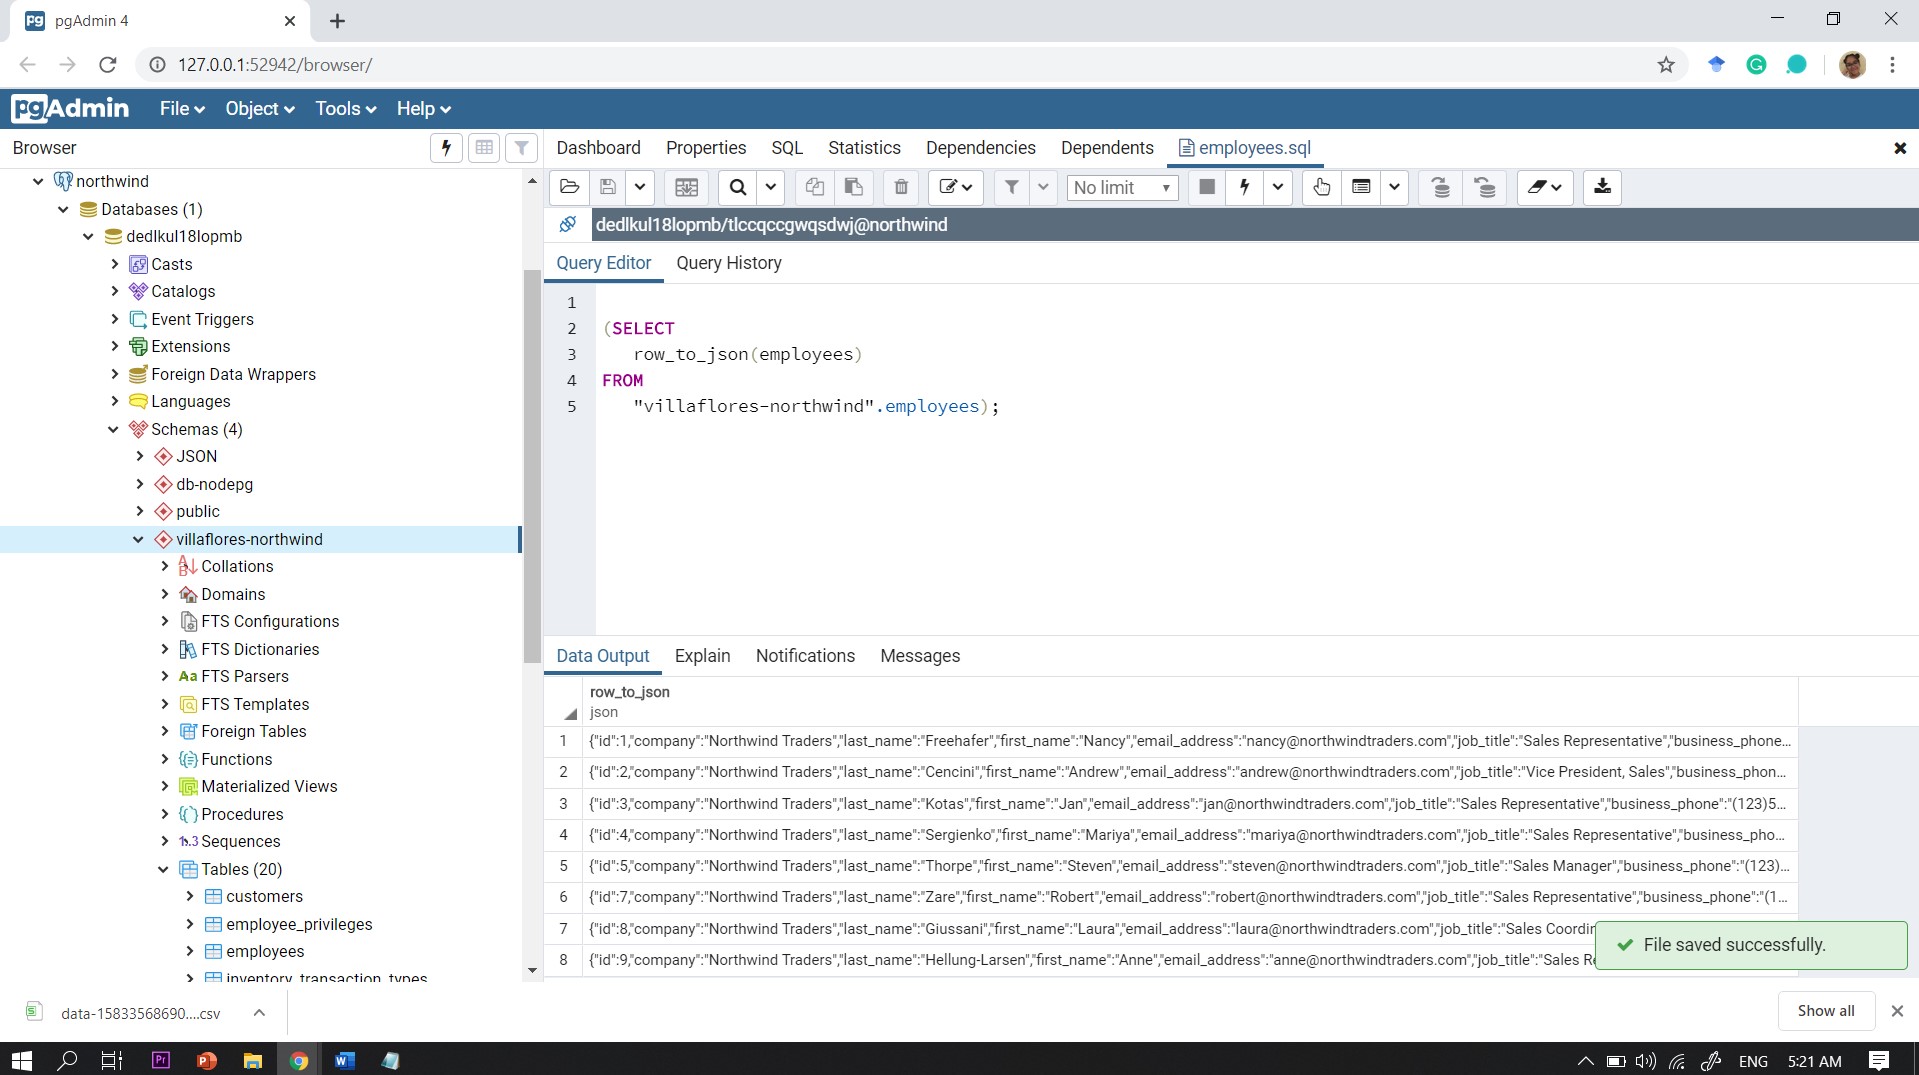 pgAdmin 4
127.0.0.1:52942/browser/
pgAdmin File Object Tools Help
Browser
Dashboard Properties SQL Statistics Dependencies Dependents employees.sql
No limit
northwind
Databases (1)
dedlkul18lopmb
Casts
Catalogs
Event Triggers
Extensions
Foreign Data Wrappers
Languages
Schemas (4)
JSON
db-nodepg
public
villaflores-northwind
Collations
Domains
FTS Configurations
FTS Dictionaries
Aa FTS Parsers
FTS Templates
Foreign Tables
Functions
Materialized Views
Procedures
1..3 Sequences
Tables (20)
customers
employee_privileges
employees
inventory_transaction_types
dedlkul18lopmb/tlccqccgwqsdwj@northwind
Query Editor Query History
1
2 (SELECT
3 row_to_json(employees)
4 FROM
5 "villaflores-northwind".employees);
Data Output Explain Notifications Messages
row_to_json
json
1 {"id":1,"company":"Northwind Traders","last_name":"Freehafer","first_name":"Nancy","email_address":"nancy@northwindtraders.com","job_title":"Sales Representative","business_phone...
2 {"id":2,"company":"Northwind Traders","last_name":"Cencini","first_name":"Andrew","email_address":"andrew@northwindtraders.com","job_title":"Vice President, Sales","business_phon...
3 {"id":3,"company":"Northwind Traders","last_name":"Kotas","first_name":"Jan","email_address":"jan@northwindtraders.com","job_title":"Sales Representative","business_phone":"(123)5...
4 {"id":4,"company":"Northwind Traders","last_name":"Sergienko","first_name":"Mariya","email_address":"mariya@northwindtraders.com","job_title":"Sales Representative","business_pho...
5 {"id":5,"company":"Northwind Traders","last_name":"Thorpe","first_name":"Steven","email_address":"steven@northwindtraders.com","job_title":"Sales Manager","business_phone":"(123)...
6 {"id":7,"company":"Northwind Traders","last_name":"Zare","first_name":"Robert","email_address":"robert@northwindtraders.com","job_title":"Sales Representative","business_phone":"(1...
7 {"id":8,"company":"Northwind Traders","last_name":"Giussani","first_name":"Laura","email_address":"laura@northwindtraders.com","job_title":"Sales Coordin
8 {"id":9,"company":"Northwind Traders","last_name":"Hellung-Larsen","first_name":"Anne","email_address":"anne@northwindtraders.com","job_title":"Sales R
File saved successfully.
data-15833568690....csv
Show all
ENG 5:21 AM